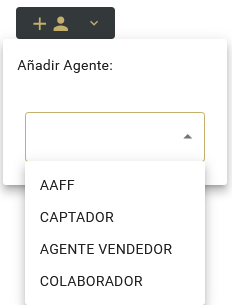 Añadir Agente:
AAFF
CAPTADOR
AGENTE VENDEDOR
COLABORADOR